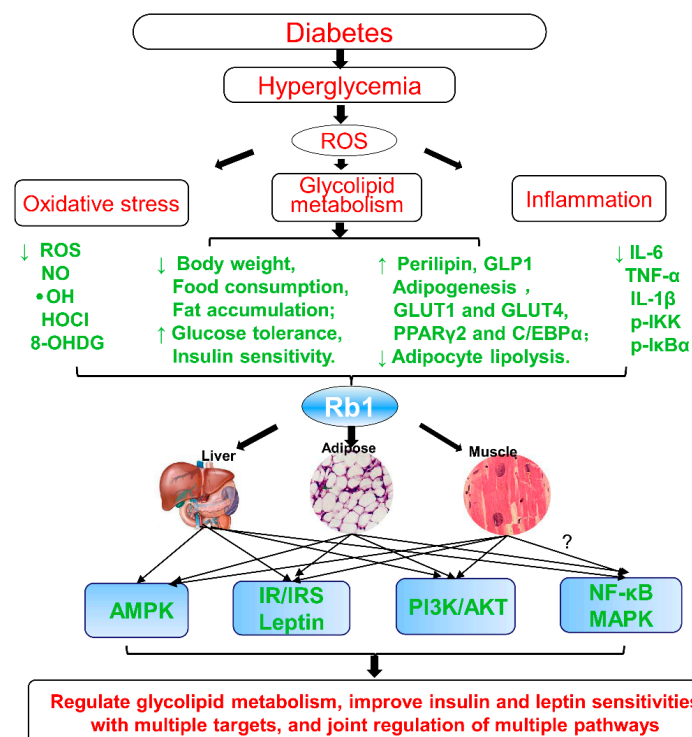 Diabetes
Hyperglycemia
ROS
Oxidative stress
Glycolipid
metabolism
Inflammation
↓ ROS
NO
•OH
HOCl
8-OHDG
↓ Body weight,
Food consumption,
Fat accumulation;
↑ Glucose tolerance,
Insulin sensitivity.
↑ Perilipin, GLP1
Adipogenesis ,
GLUT1 and GLUT4,
PPARγ2 and C/EBPα;
↓ Adipocyte lipolysis.
↓ IL-6
TNF-α
IL-1β
p-IKK
p-IκBα
Rb1
Liver
Adipose
Muscle
?
AMPK
IR/IRS
Leptin
PI3K/AKT
NF-κB
MAPK
Regulate glycolipid metabolism, improve insulin and leptin sensitivities
with multiple targets, and joint regulation of multiple pathways